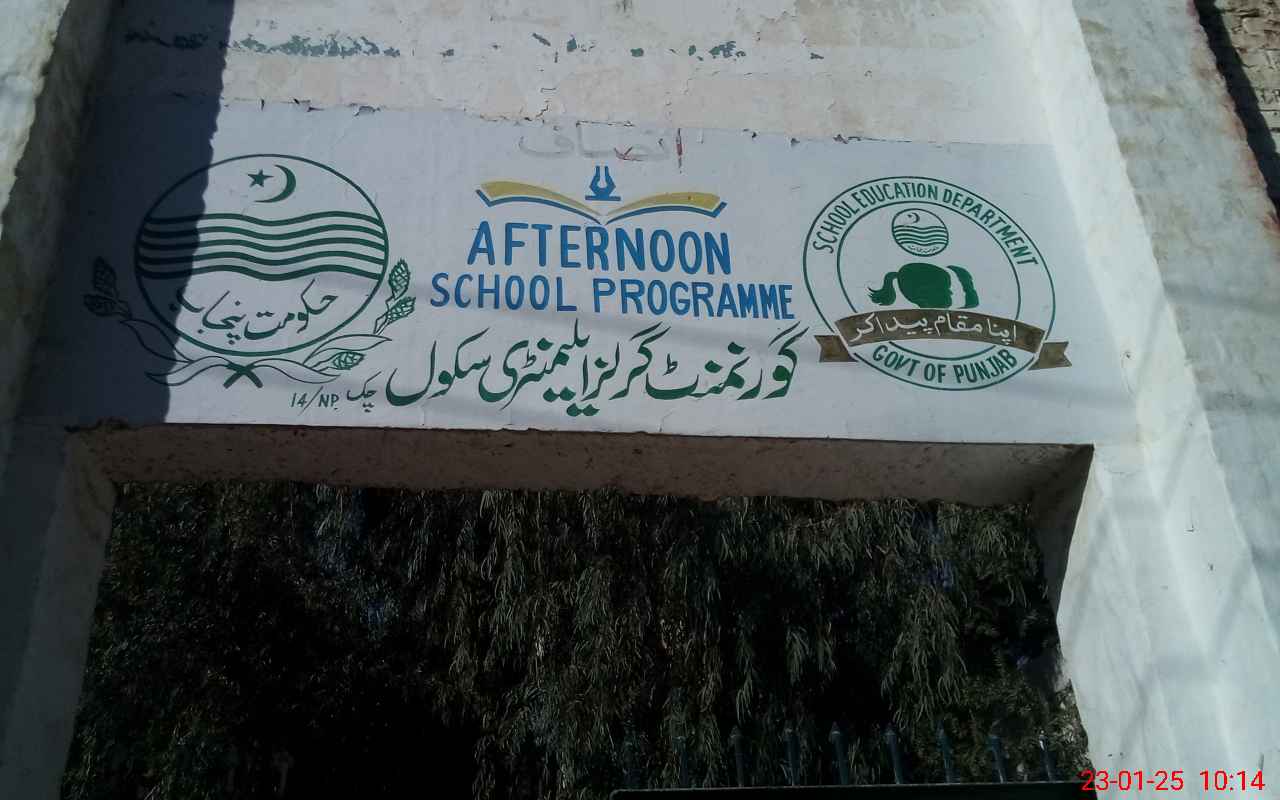 انصاف
AFTERNOON
SCHOOL PROGRAMME
گورنمنٹ گرلز ایلیمنٹری سکول
چک 14/NP
حکومت پنجاب
SCHOOL EDUCATION DEPARTMENT
اپنا مقام پیدا کر
GOVT OF PUNJAB
23-01-25 10:14